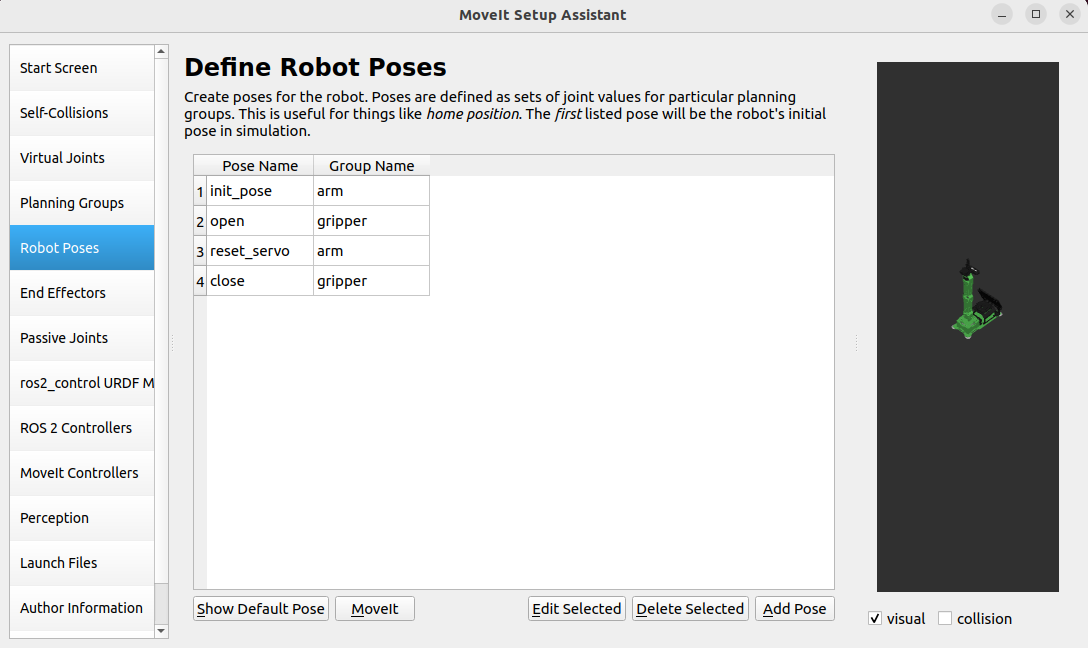 MoveIt Setup Assistant
Start Screen
Self-Collisions
Virtual Joints
Planning Groups
Robot Poses
End Effectors
Passive Joints
ros2_control URDF M
ROS 2 Controllers
MoveIt Controllers
Perception
Launch Files
Author Information
Define Robot Poses
Create poses for the robot. Poses are defined as sets of joint values for particular planning
groups. This is useful for things like home position. The first listed pose will be the robot's initial
pose in simulation.
Pose Name Group Name
1 init_pose arm
2 open gripper
3 reset_servo arm
4 close gripper
Show Default Pose MoveIt Edit Selected Delete Selected Add Pose
visual collision